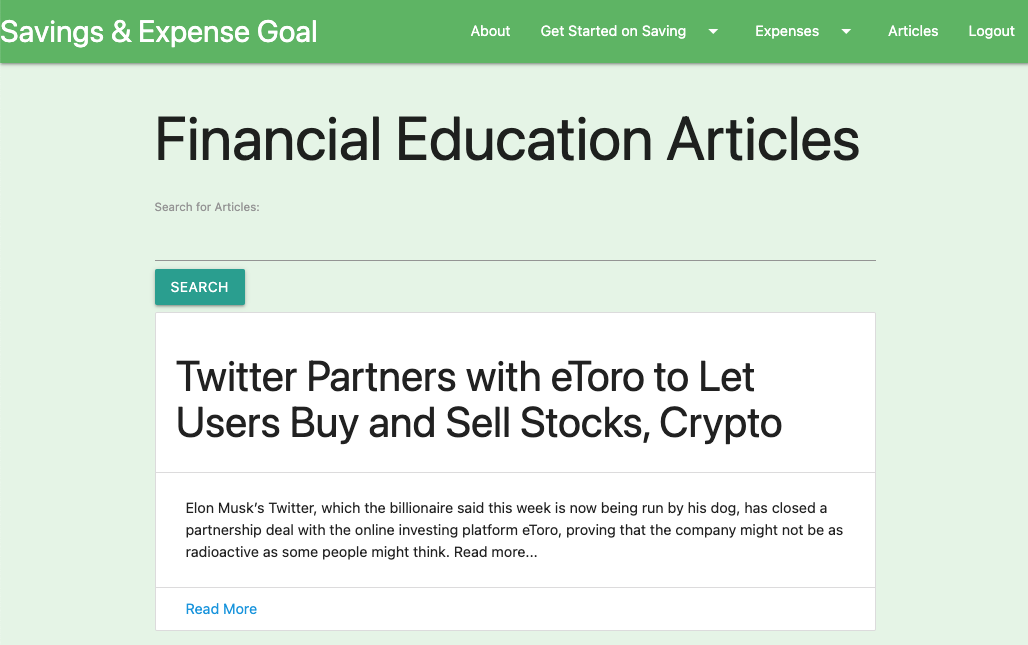 Savings & Expense Goal
About
Get Started on Saving
Expenses
Articles
Logout
Financial Education Articles
Search for Articles:
SEARCH
Twitter Partners with eToro to Let
Users Buy and Sell Stocks, Crypto
Elon Musk’s Twitter, which the billionaire said this week is now being run by his dog, has closed a
partnership deal with the online investing platform eToro, proving that the company might not be as
radioactive as some people might think. Read more...
Read More